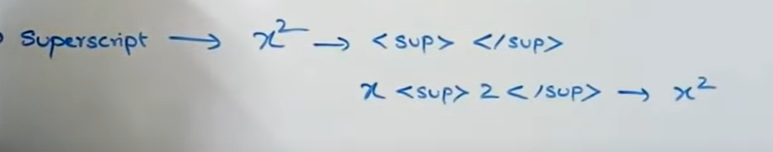 Superscript → x² → <sup> </sup>
x <sup> 2 </sup> → x²